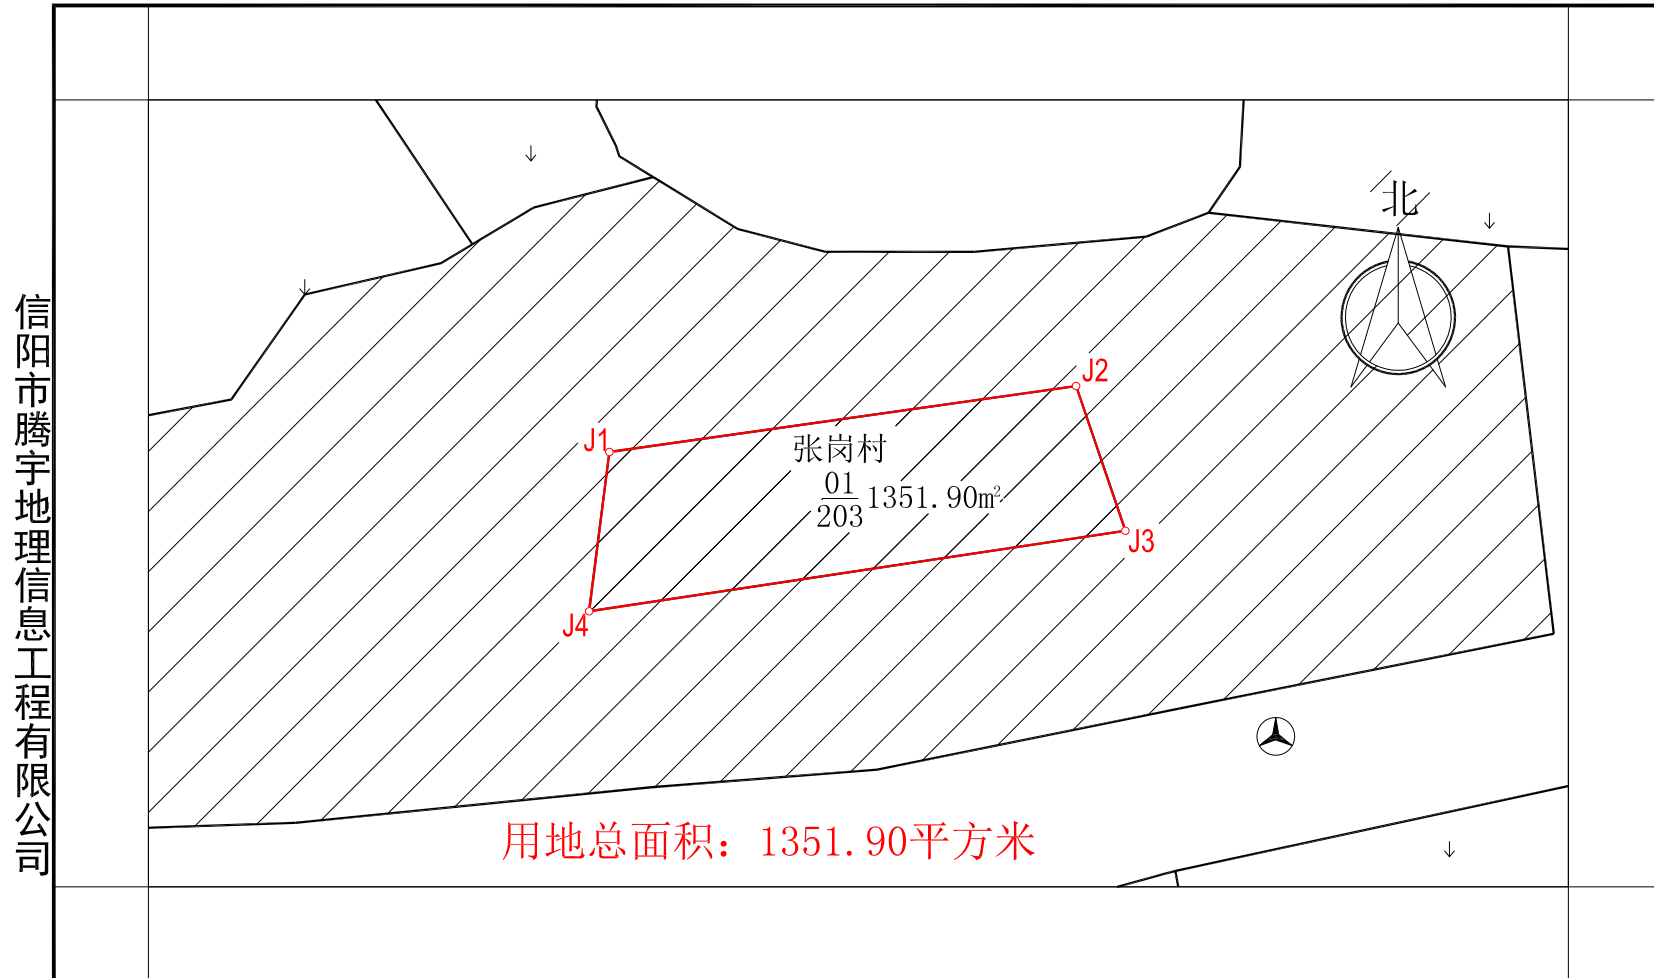 信阳市腾宇地理信息工程有限公司
北
J2
J1
张岗村
01
203
1351.90m²
J3
J4
用地总面积：1351.90平方米